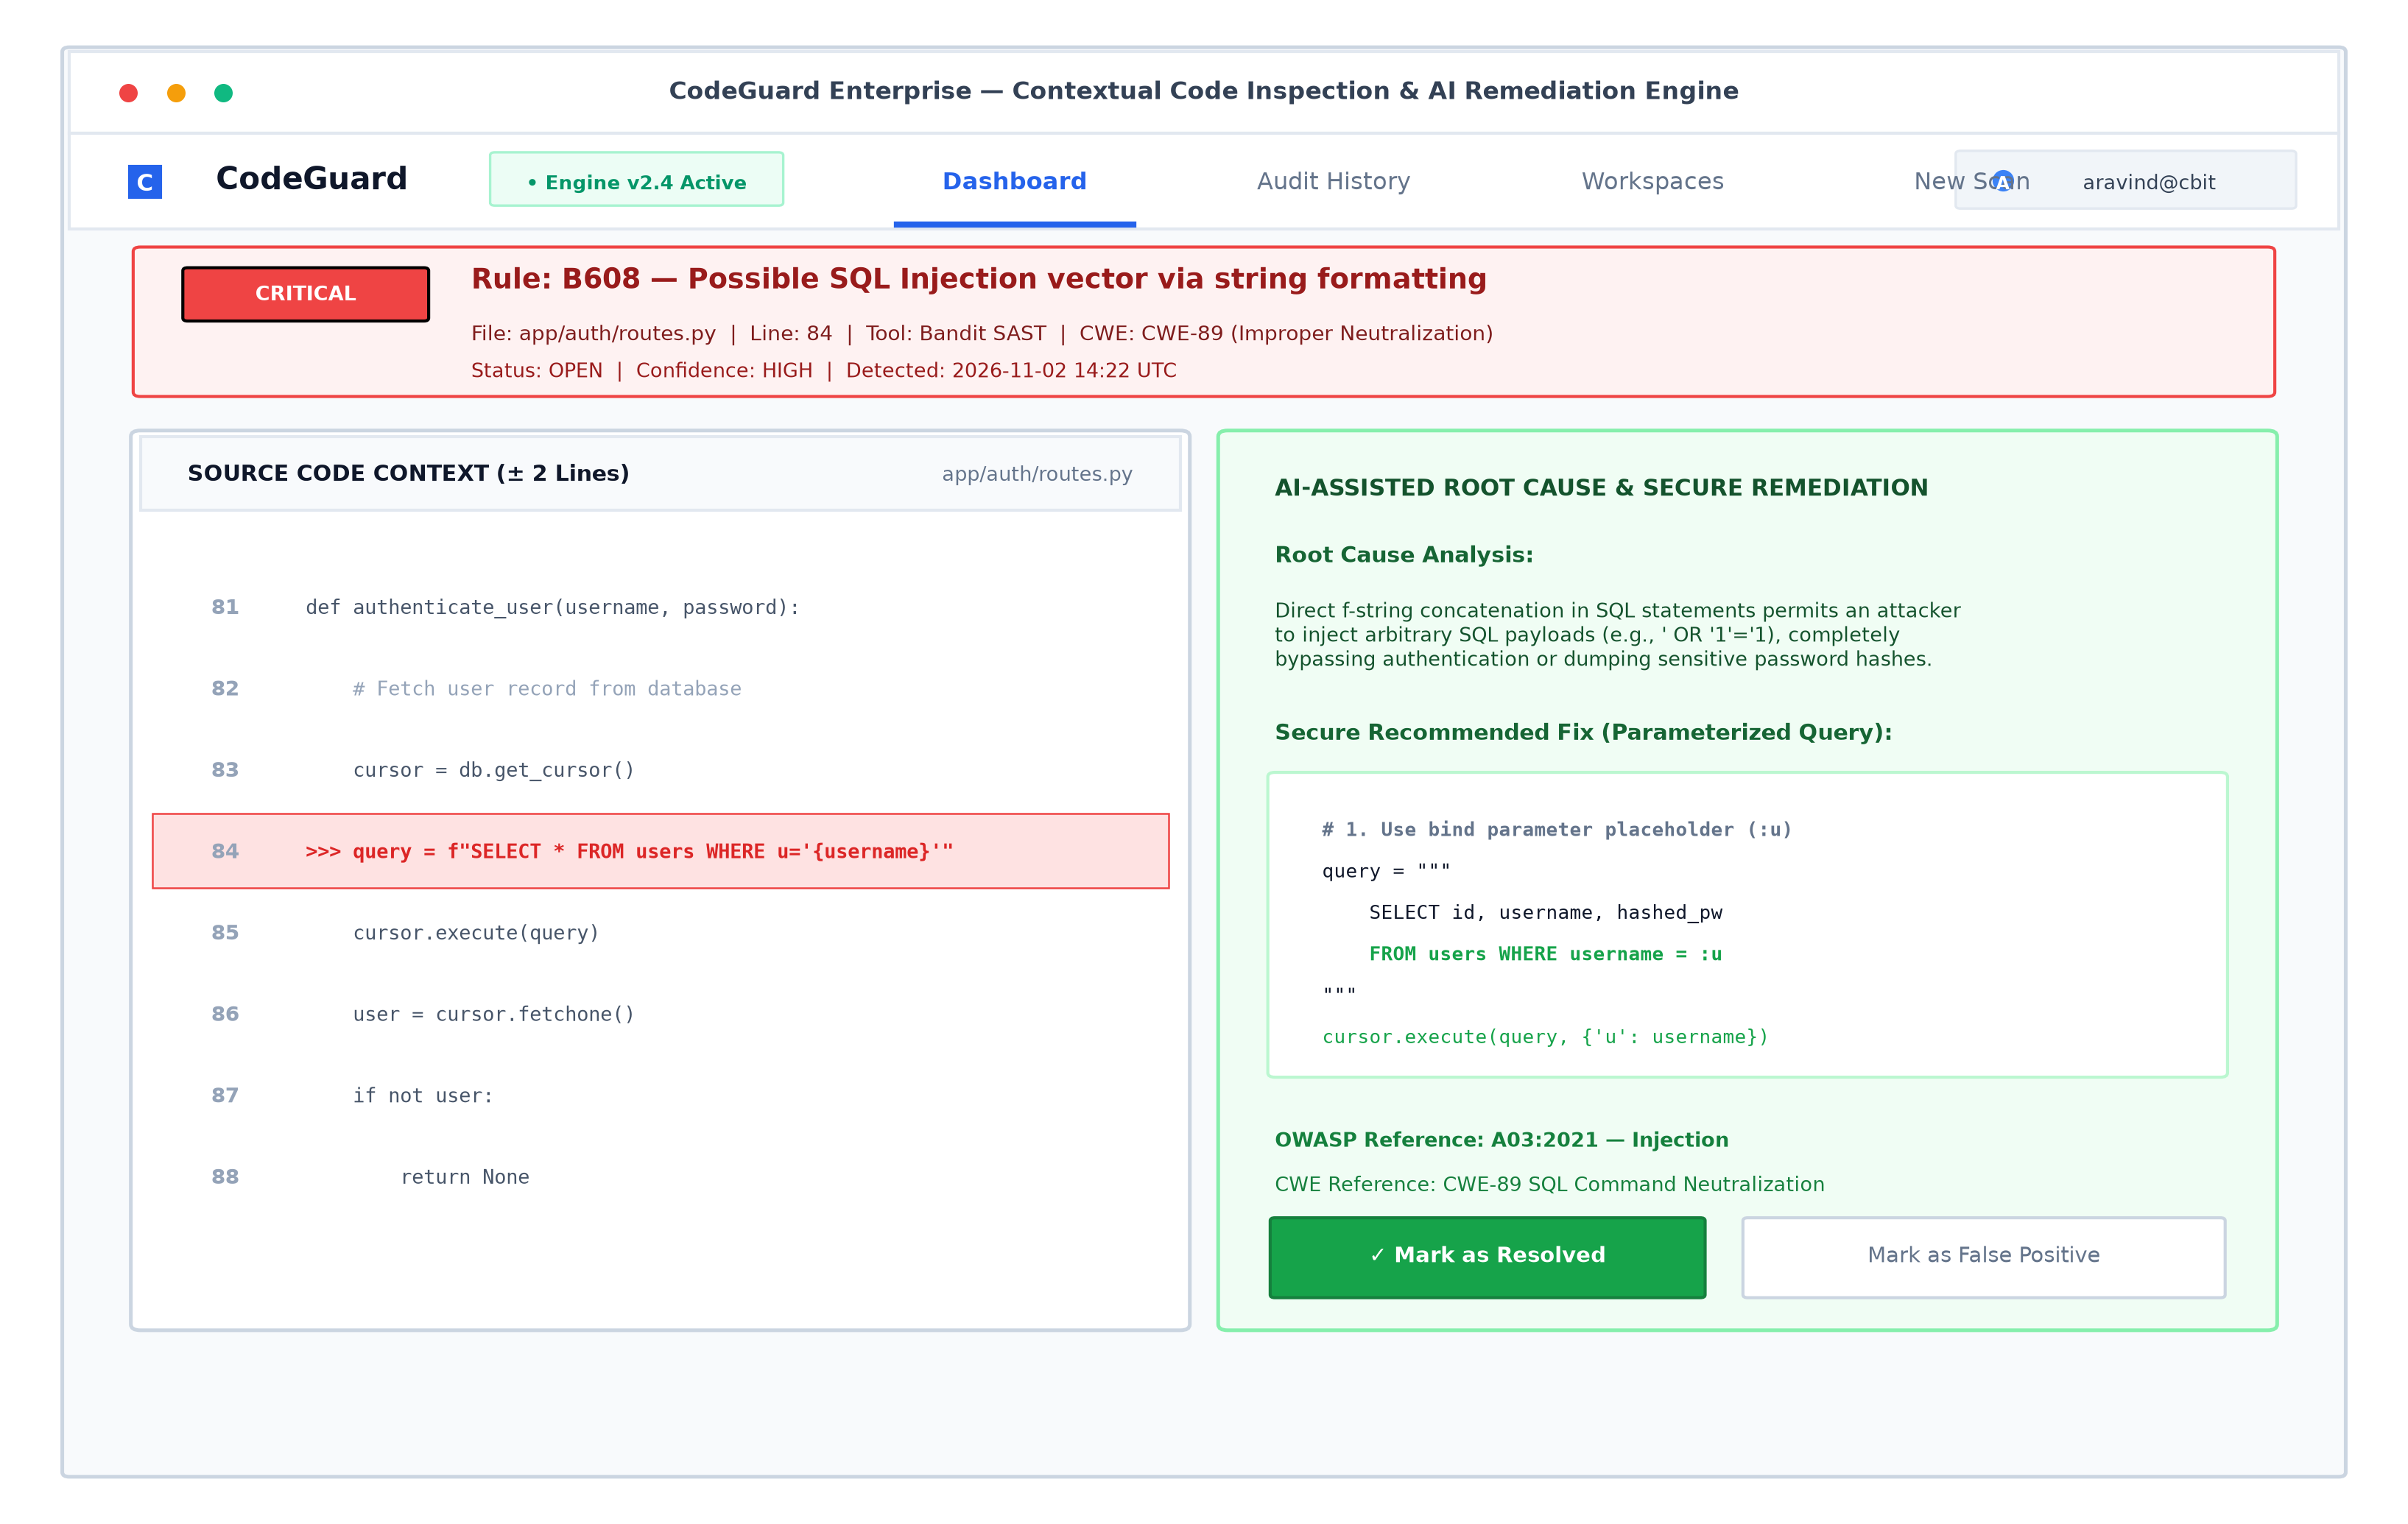 CodeGuard Enterprise — Contextual Code Inspection & AI Remediation Engine
C CodeGuard • Engine v2.4 Active Dashboard Audit History Workspaces New Scan A aravind@cbit
CRITICAL
Rule: B608 — Possible SQL Injection vector via string formatting
File: app/auth/routes.py | Line: 84 | Tool: Bandit SAST | CWE: CWE-89 (Improper Neutralization)
Status: OPEN | Confidence: HIGH | Detected: 2026-11-02 14:22 UTC
SOURCE CODE CONTEXT (± 2 Lines) app/auth/routes.py
81 def authenticate_user(username, password):
82     # Fetch user record from database
83     cursor = db.get_cursor()
84 >>> query = f"SELECT * FROM users WHERE u='{username}'"
85     cursor.execute(query)
86     user = cursor.fetchone()
87     if not user:
88         return None
AI-ASSISTED ROOT CAUSE & SECURE REMEDIATION
Root Cause Analysis:
Direct f-string concatenation in SQL statements permits an attacker
to inject arbitrary SQL payloads (e.g., ' OR '1'='1), completely
bypassing authentication or dumping sensitive password hashes.
Secure Recommended Fix (Parameterized Query):
# 1. Use bind parameter placeholder (:u)
query = """
    SELECT id, username, hashed_pw
    FROM users WHERE username = :u
"""
cursor.execute(query, {'u': username})
OWASP Reference: A03:2021 — Injection
CWE Reference: CWE-89 SQL Command Neutralization
✓ Mark as Resolved
Mark as False Positive